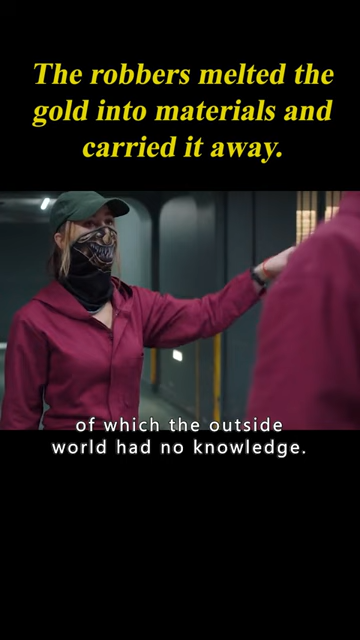 The robbers melted the
gold into materials and
carried it away.
of which the outside
world had no knowledge.